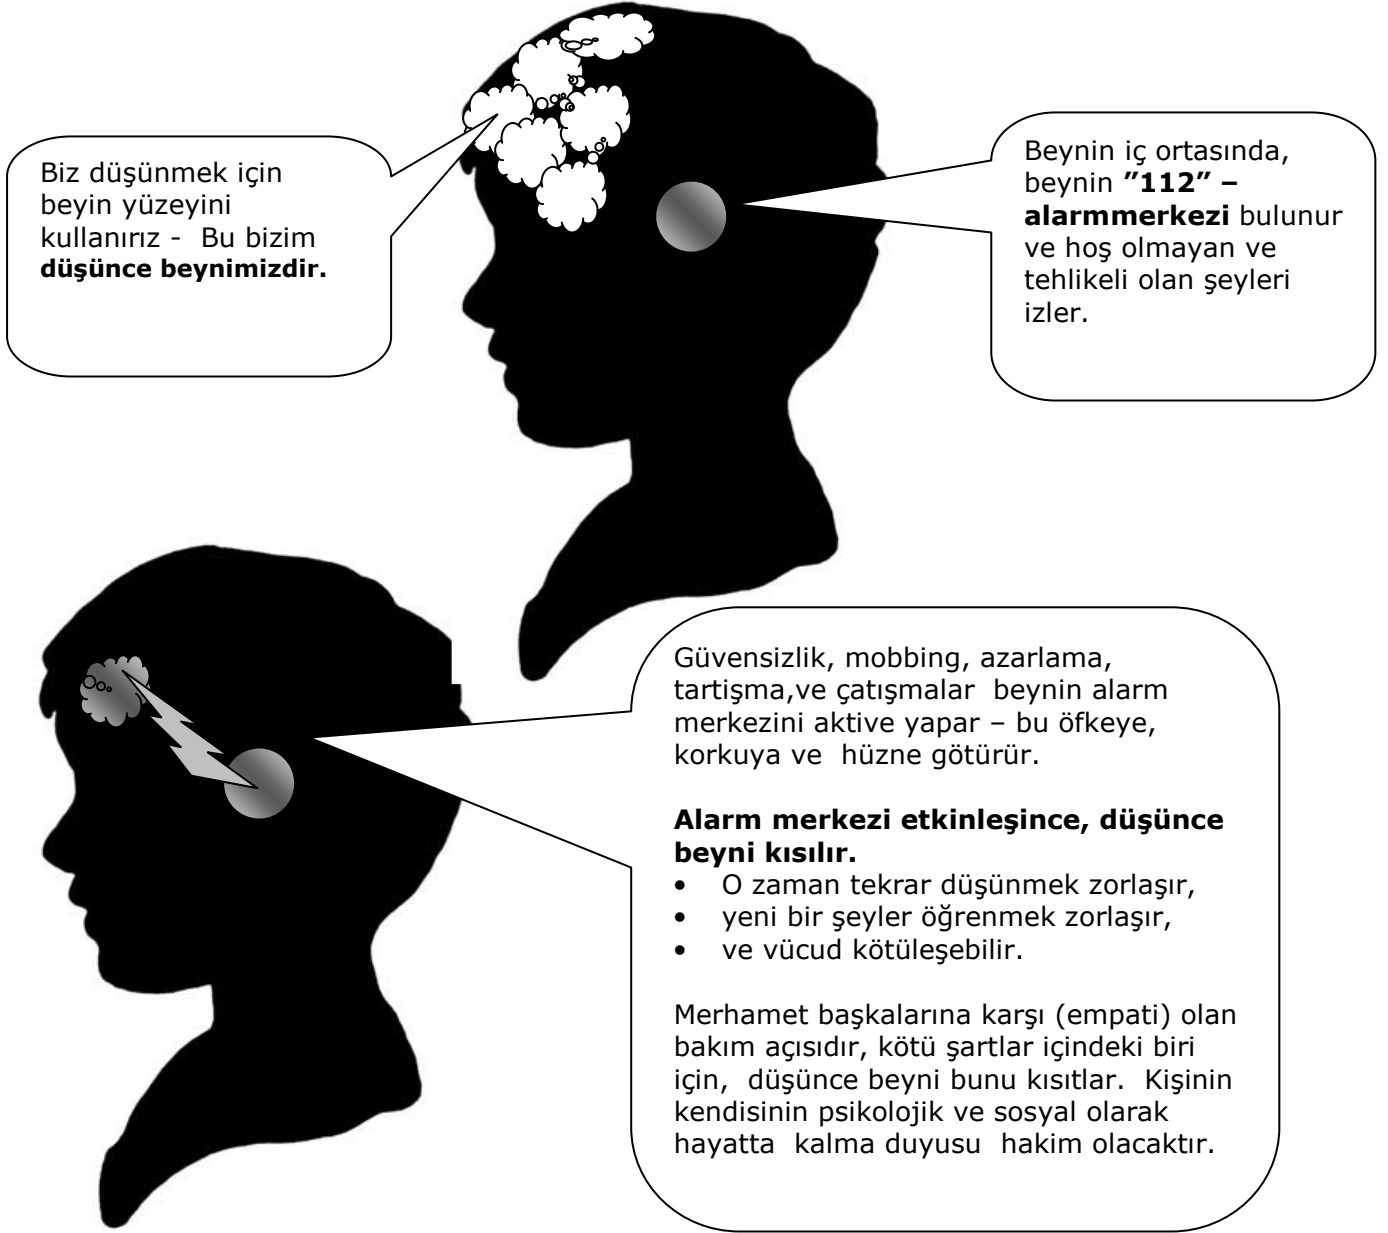 Biz düşünmek için
beyin yüzeyini
kullanırız - Bu bizim
düşünce beynimizdir.
Beynin iç ortasında,
beynin ”112” –
alarmmerkezi bulunur
ve hoş olmayan ve
tehlikeli olan şeyleri
izler.
Güvensizlik, mobbing, azarlama,
tartişma,ve çatışmalar beynin alarm
merkezini aktive yapar – bu öfkeye,
korkuya ve hüzne götürür.
Alarm merkezi etkinleşince, düşünce
beyni kısılır.
• O zaman tekrar düşünmek zorlaşır,
• yeni bir şeyler öğrenmek zorlaşır,
• ve vücud kötüleşebilir.
Merhamet başkalarına karşı (empati) olan
bakım açısıdır, kötü şartlar içindeki biri
için, düşünce beyni bunu kısıtlar. Kişinin
kendisinin psikolojik ve sosyal olarak
hayatta kalma duyusu hakim olacaktır.